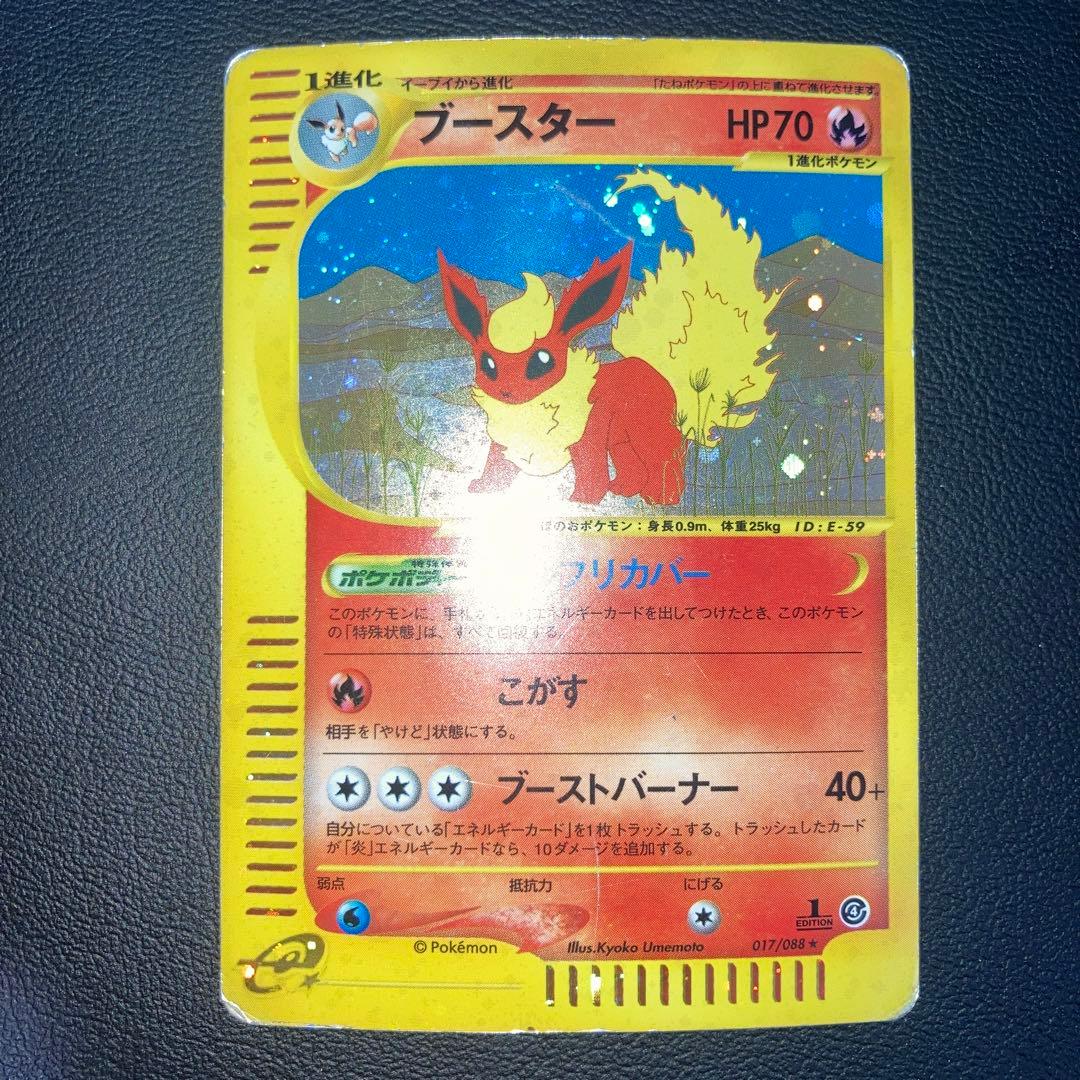 1進化 イーブイから進化 「たねポケモン」の上に重ねて進化させます。
ブースター HP70
1進化ポケモン
ほのおポケモン：身長0.9m、体重25kg ID：E-59
ポケボディー リカバー
このポケモンに、手札 エネルギーカードを出してつけたとき、このポケモン
の「特殊状態」は、すべて回復する。
こがす
相手を「やけど」状態にする。
ブーストバーナー 40+
自分についている「エネルギーカード」を1枚トラッシュする。トラッシュしたカード
が「炎」エネルギーカードなら、10ダメージを追加する。
弱点 抵抗力 にげる
1 EDITION 4
© Pokémon Illus.Kyoko Umemoto 017/088★
e